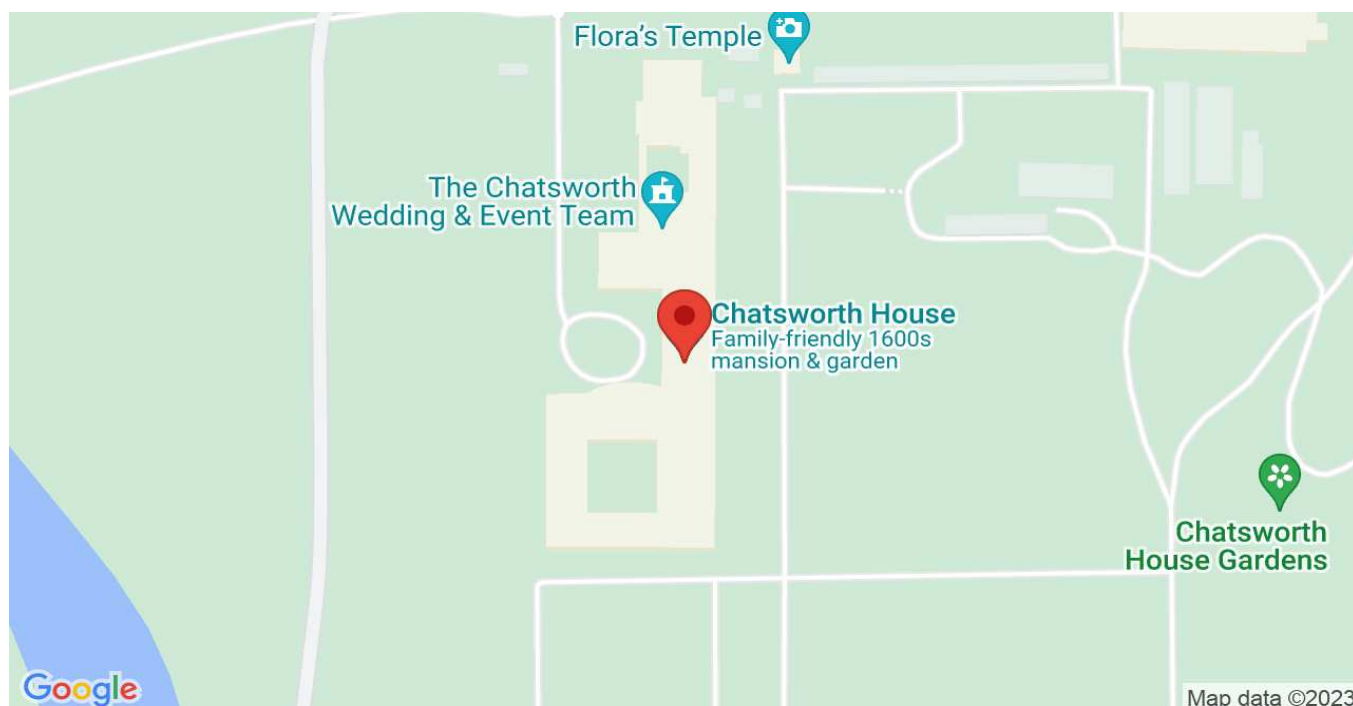 Flora's Temple
The Chatsworth
Wedding & Event Team
Chatsworth House
Family-friendly 1600s
mansion & garden
Chatsworth
House Gardens
Google
Map data ©2023